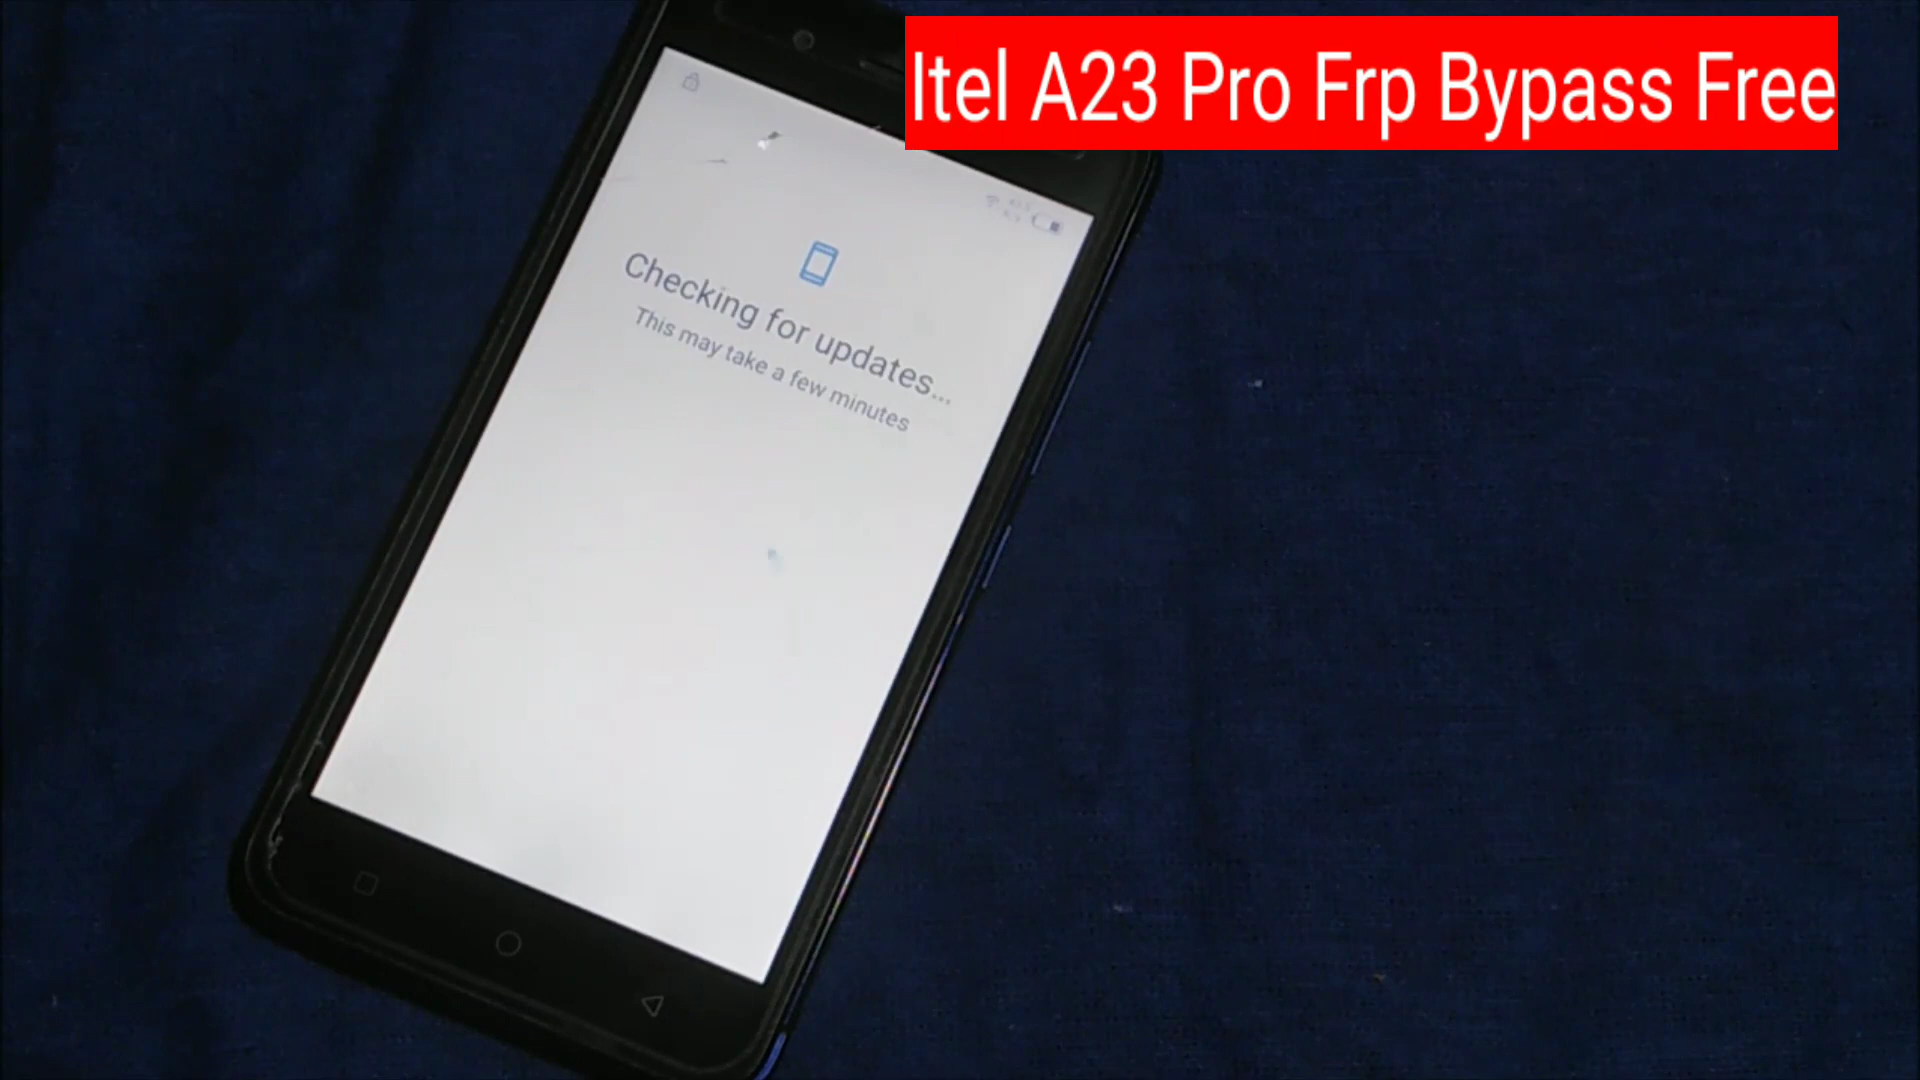 Itel A23 Pro Frp Bypass Free
Checking for updates...
This may take a few minutes